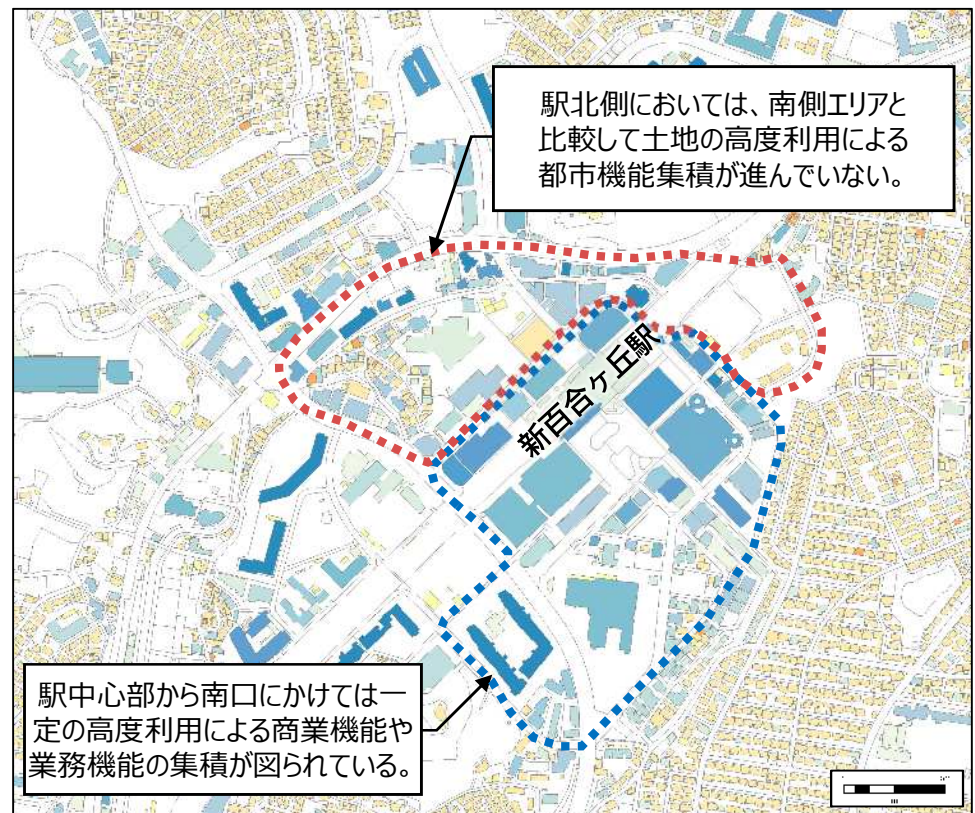 駅北側においては、南側エリアと
比較して土地の高度利用による
都市機能集積が進んでいない。
新百合ヶ丘駅
駅中心部から南口にかけては一
定の高度利用による商業機能や
業務機能の集積が図られている。